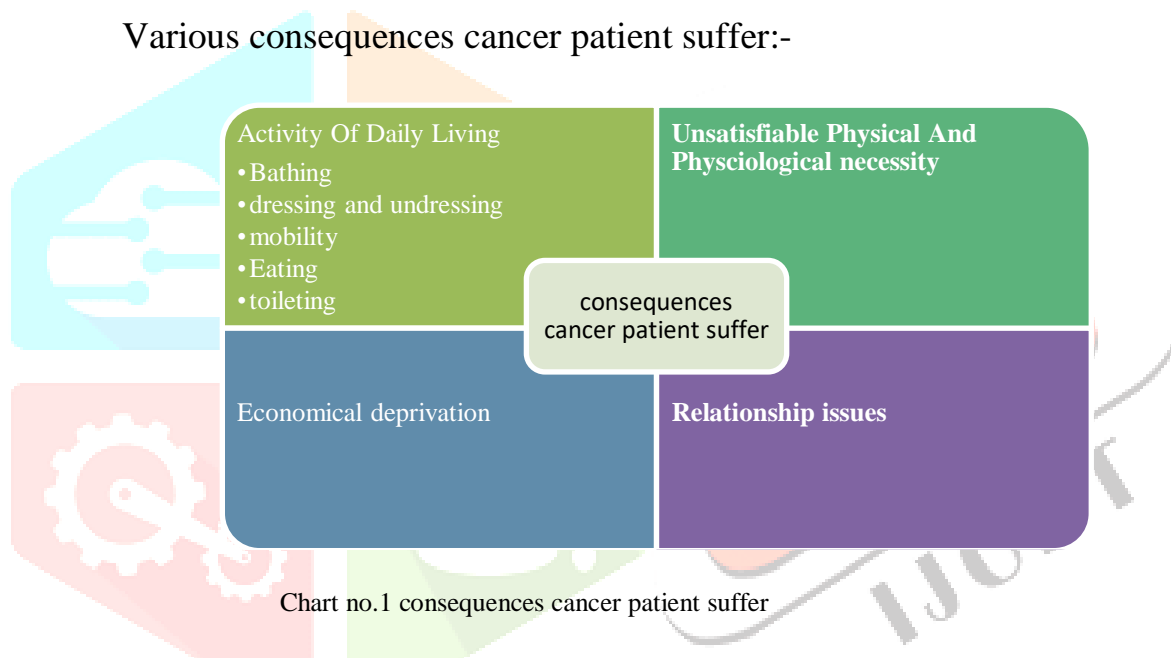 Various consequences cancer patient suffer:-
Activity Of Daily Living
•Bathing
•dressing and undressing
•mobility
•Eating
•toileting
Unsatisfiable Physical And
Physciological necessity
consequences
cancer patient suffer
Economical deprivation
Relationship issues
Chart no.1 consequences cancer patient suffer